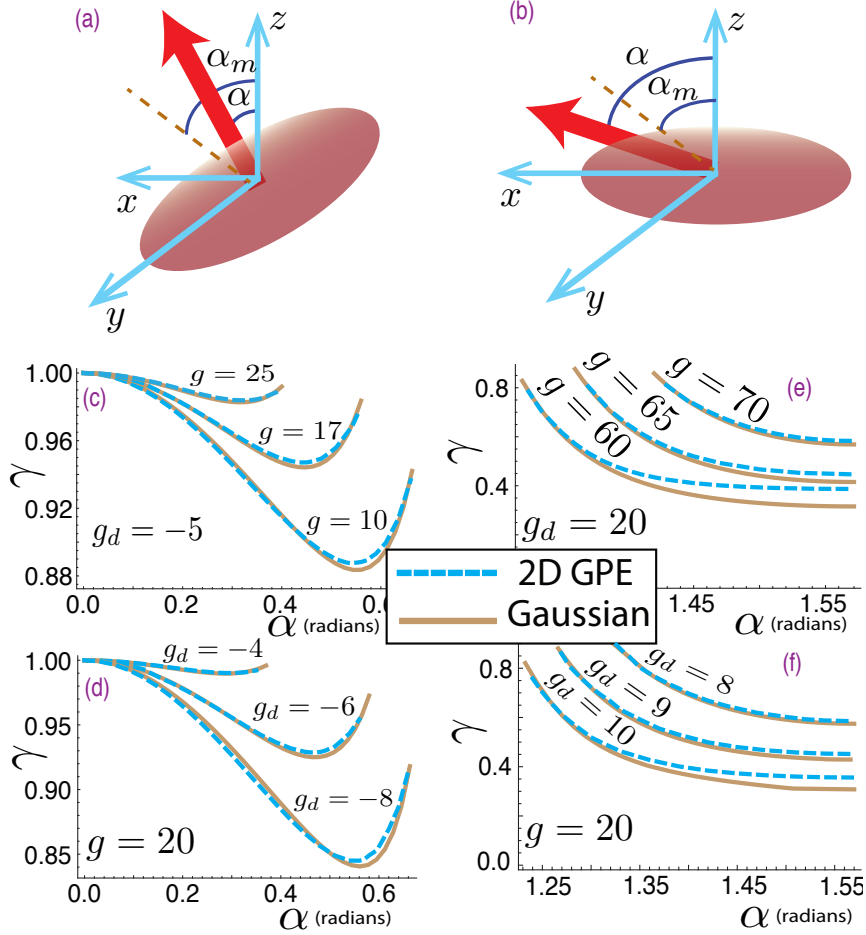 (a)
z
α_m
α
x
y
(b)
z
α
α_m
x
y
1.00
0.96
0.92
0.88
γ
(c)
g = 25
g = 17
g = 10
g_d = −5
0.0
0.2
0.4
α (radians)
0.8
0.4
γ
(e)
g = 70
g = 65
g = 60
g_d = 20
1.45
1.55
α (radians)
2D GPE
Gaussian
1.00
0.95
0.90
0.85
γ
(d)
g_d = −4
g_d = −6
g_d = −8
g = 20
0.0
0.2
0.4
0.6
α (radians)
0.8
0.4
0.0
γ
(f)
g_d = 8
g_d = 9
g_d = 10
g = 20
1.25
1.35
1.45
1.55
α (radians)